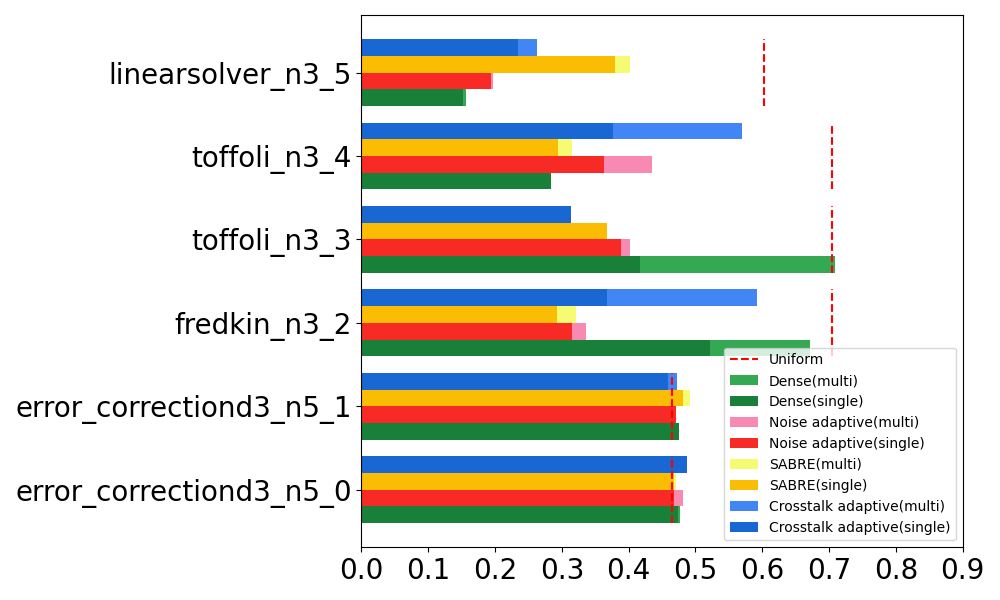 linearsolver_n3_5
toffoli_n3_4
toffoli_n3_3
fredkin_n3_2
error_correctiond3_n5_1
error_correctiond3_n5_0
Uniform
Dense(multi)
Dense(single)
Noise adaptive(multi)
Noise adaptive(single)
SABRE(multi)
SABRE(single)
Crosstalk adaptive(multi)
Crosstalk adaptive(single)
0.0 0.1 0.2 0.3 0.4 0.5 0.6 0.7 0.8 0.9